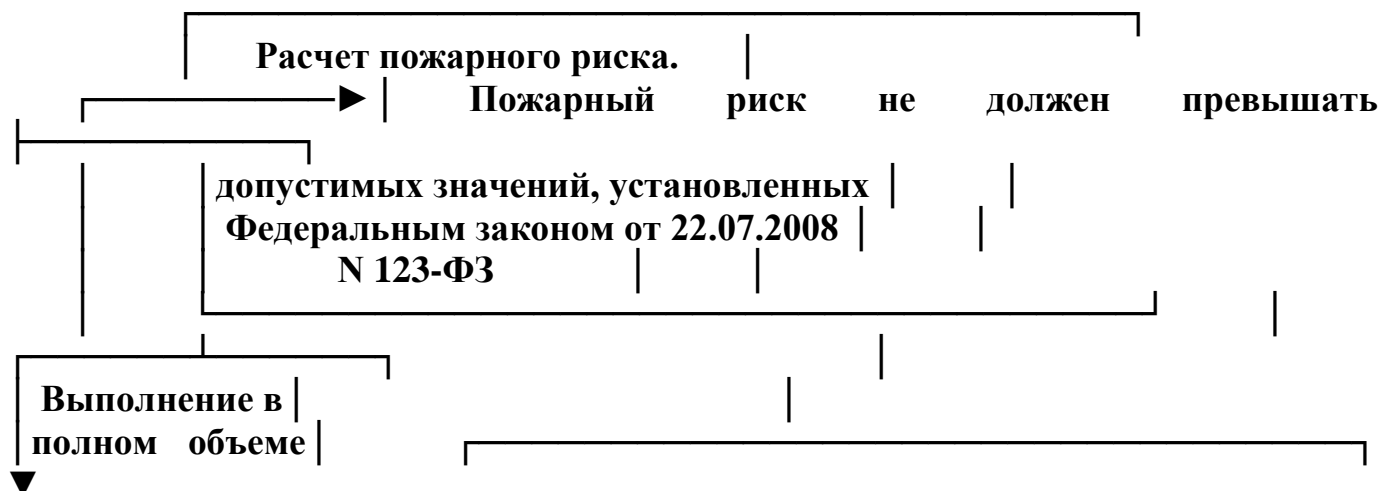 Расчет пожарного риска.
Пожарный риск не должен превышать
допустимых значений, установленных
Федеральным законом от 22.07.2008
N 123-ФЗ
Выполнение в
полном объеме